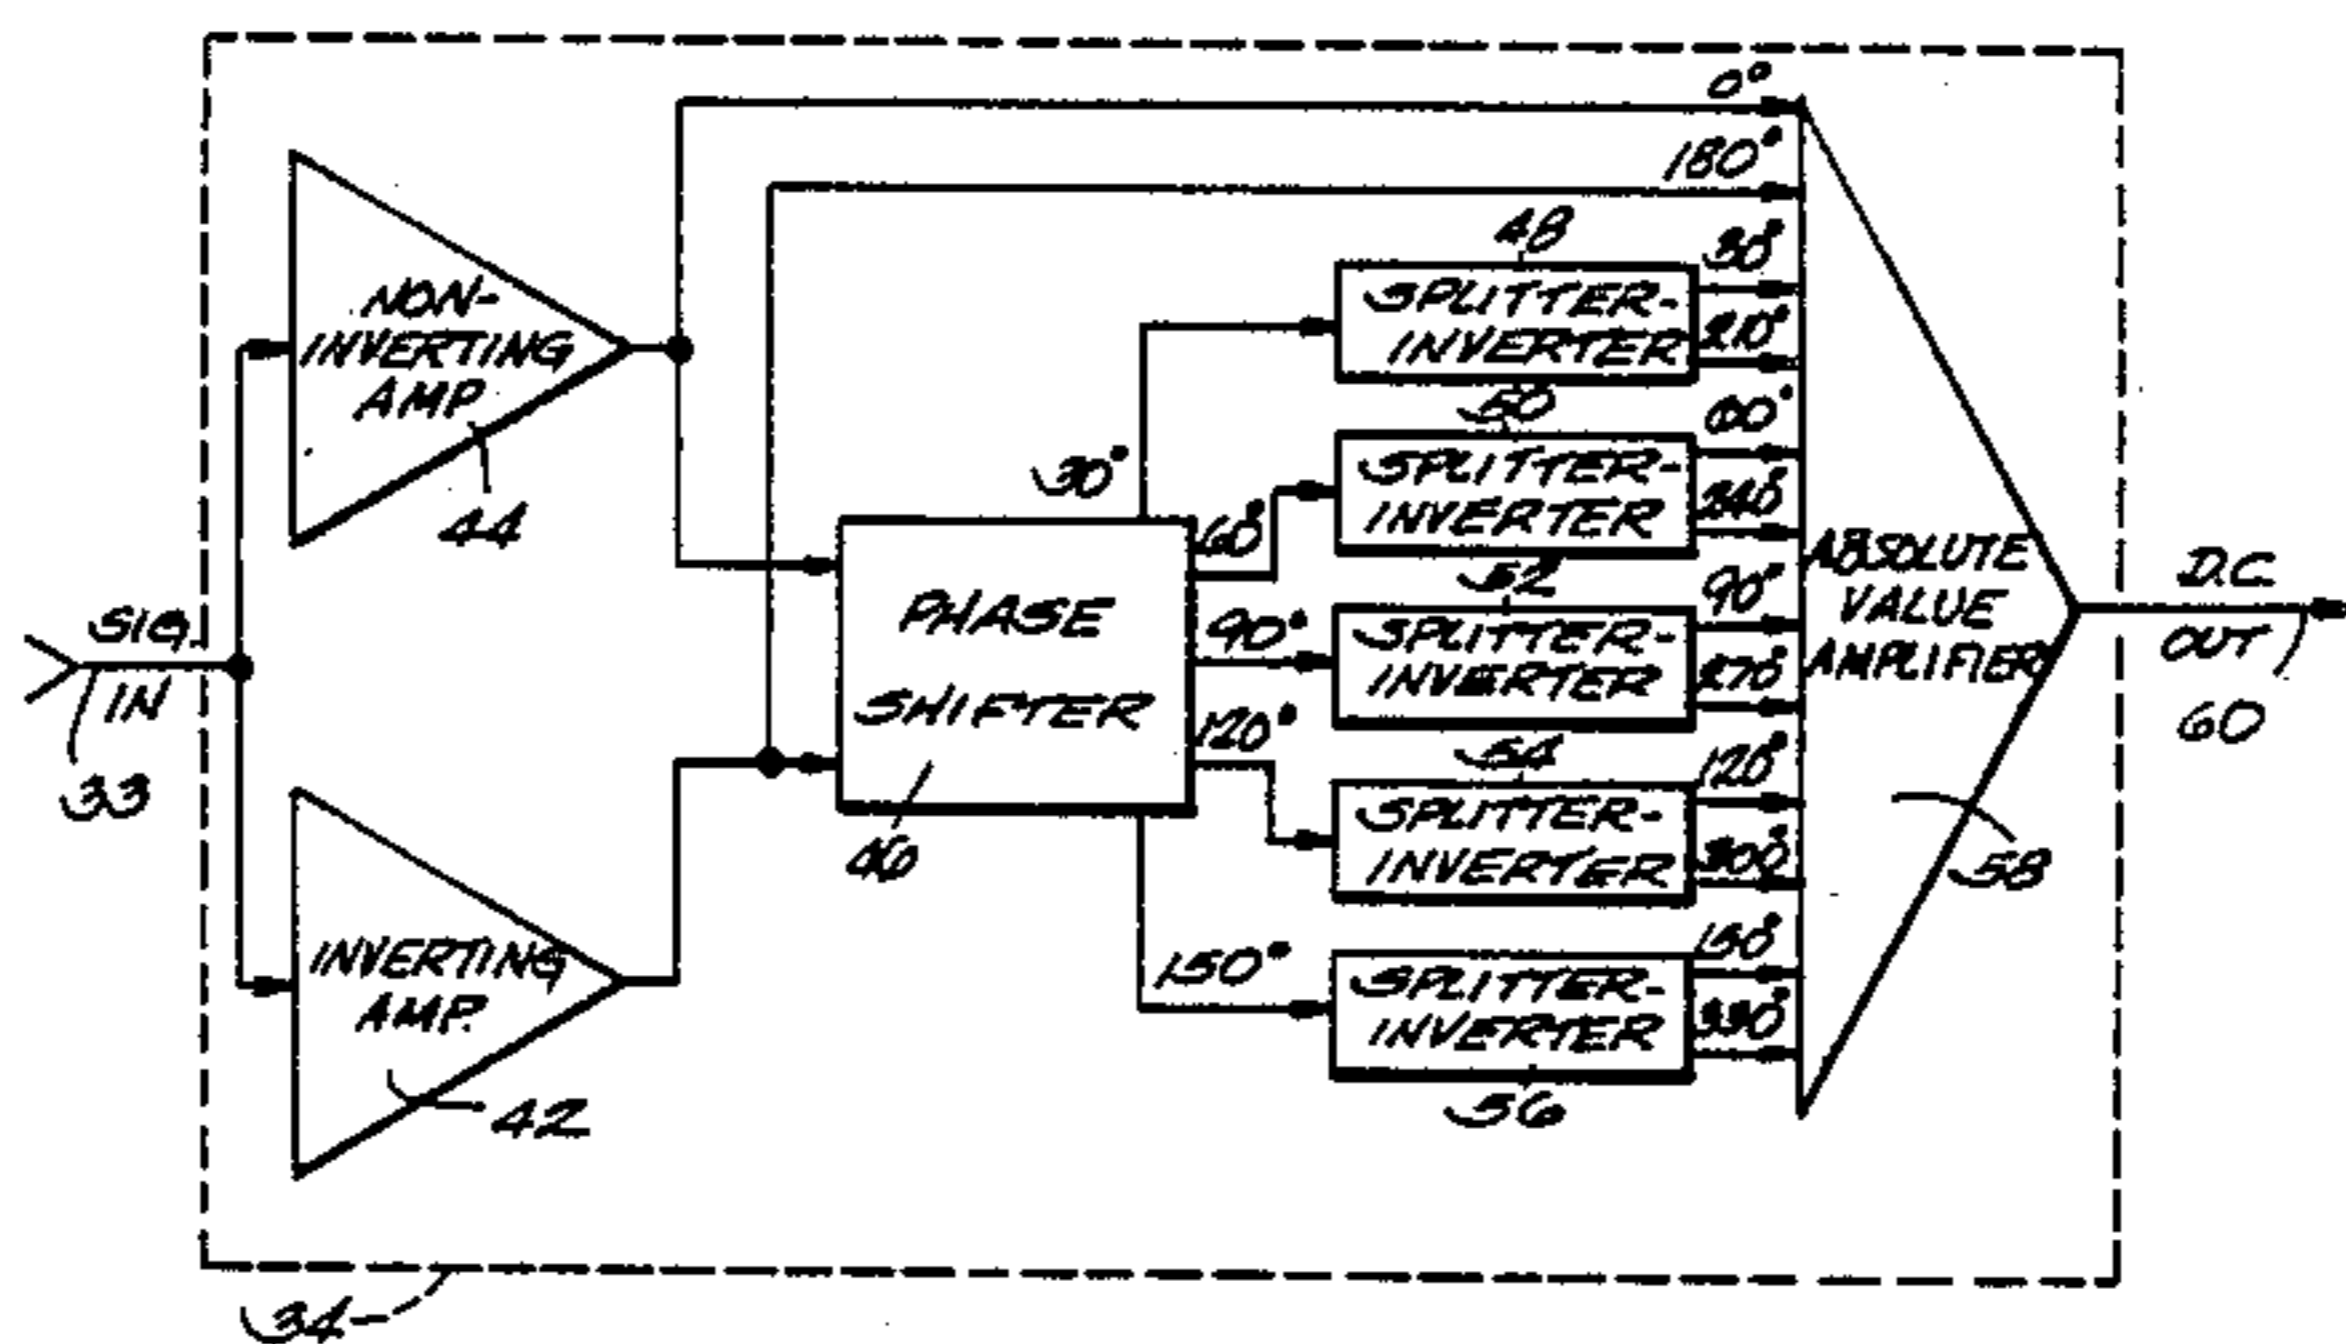 0°
180°
48
30°
210°
SPLITTER-
INVERTER
NON-
INVERTING
AMP.
44
50
60°
240°
SPLITTER-
INVERTER
30°
60°
90°
120°
150°
PHASE
SHIFTER
46
52
90°
270°
SPLITTER-
INVERTER
ABSOLUTE
VALUE
AMPLIFIER
58
D.C.
OUT
60
SIG.
IN
33
54
120°
300°
SPLITTER-
INVERTER
150°
330°
SPLITTER-
INVERTER
56
INVERTING
AMP.
42
34